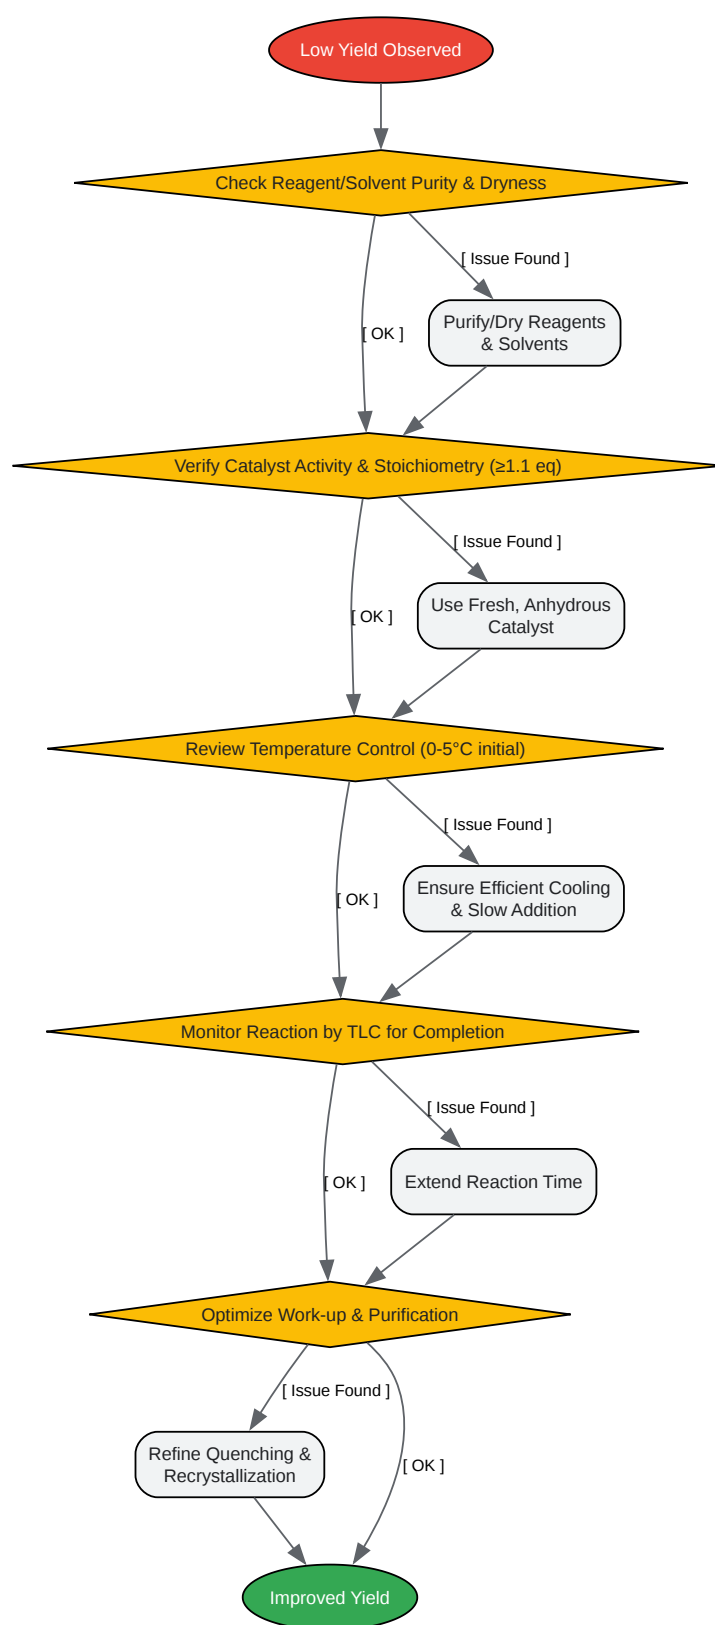 Low Yield Observed
Check Reagent/Solvent Purity & Dryness
[ Issue Found ]
[ OK ]
Purify/Dry Reagents
& Solvents
Verify Catalyst Activity & Stoichiometry (≥1.1 eq)
[ Issue Found ]
[ OK ]
Use Fresh, Anhydrous
Catalyst
Review Temperature Control (0-5°C initial)
[ Issue Found ]
[ OK ]
Ensure Efficient Cooling
& Slow Addition
Monitor Reaction by TLC for Completion
[ Issue Found ]
[ OK ]
Extend Reaction Time
Optimize Work-up & Purification
[ Issue Found ]
Refine Quenching &
Recrystallization
[ OK ]
Improved Yield